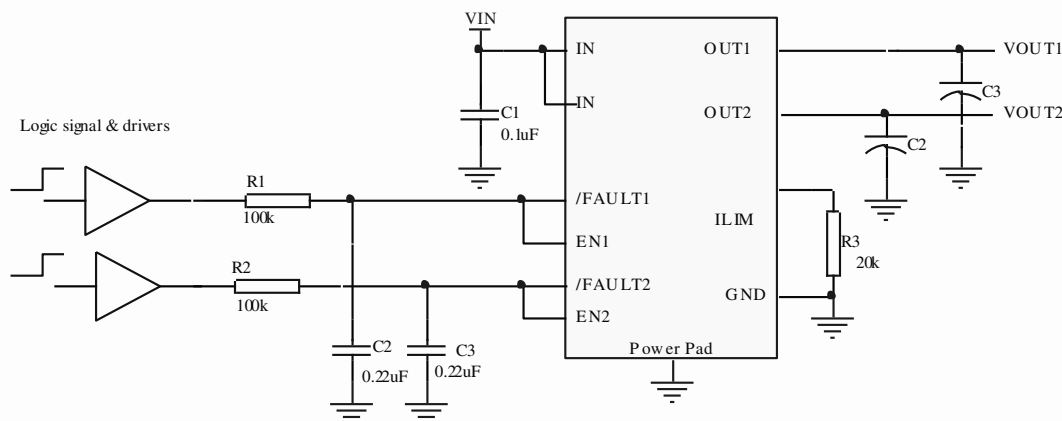 VIN
IN
OUT1
VOUT1
C3
IN
C1
0.1uF
OUT2
VOUT2
C2
Logic signal & drivers
R1
100k
/FAULT1
ILIM
EN1
R3
20k
R2
100k
/FAULT2
GND
EN2
C2
0.22uF
C3
0.22uF
Power Pad